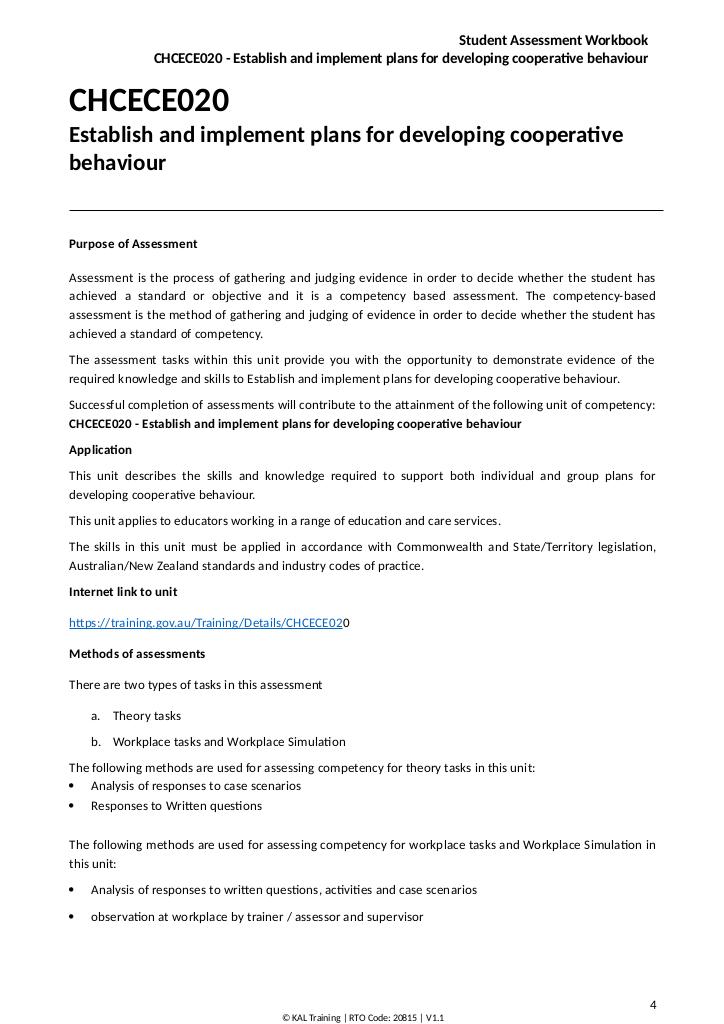 Student Assessment Workbook
CHCECE020 - Establish and implement plans for developing cooperative behaviour
CHCECE020
Establish and implement plans for developing cooperative
behaviour
Purpose of Assessment
Assessment is the process of gathering and judging evidence in order to decide whether the student has
achieved a standard or objective and it is a competency based assessment. The competency-based
assessment is the method of gathering and judging of evidence in order to decide whether the student has
achieved a standard of competency.
The assessment tasks within this unit provide you with the opportunity to demonstrate evidence of the
required knowledge and skills to Establish and implement plans for developing cooperative behaviour.
Successful completion of assessments will contribute to the attainment of the following unit of competency:
CHCECE020 - Establish and implement plans for developing cooperative behaviour
Application
This unit describes the skills and knowledge required to support both individual and group plans for
developing cooperative behaviour.
This unit applies to educators working in a range of education and care services.
The skills in this unit must be applied in accordance with Commonwealth and State/Territory legislation,
Australian/New Zealand standards and industry codes of practice.
Internet link to unit
https://training.gov.au/Training/Details/CHCECE020
Methods of assessments
There are two types of tasks in this assessment
a. Theory tasks
b. Workplace tasks and Workplace Simulation
The following methods are used for assessing competency for theory tasks in this unit:
• Analysis of responses to case scenarios
• Responses to Written questions
The following methods are used for assessing competency for workplace tasks and Workplace Simulation in
this unit:
• Analysis of responses to written questions, activities and case scenarios
• observation at workplace by trainer / assessor and supervisor
4
© KAL Training | RTO Code: 20815 | V1.1